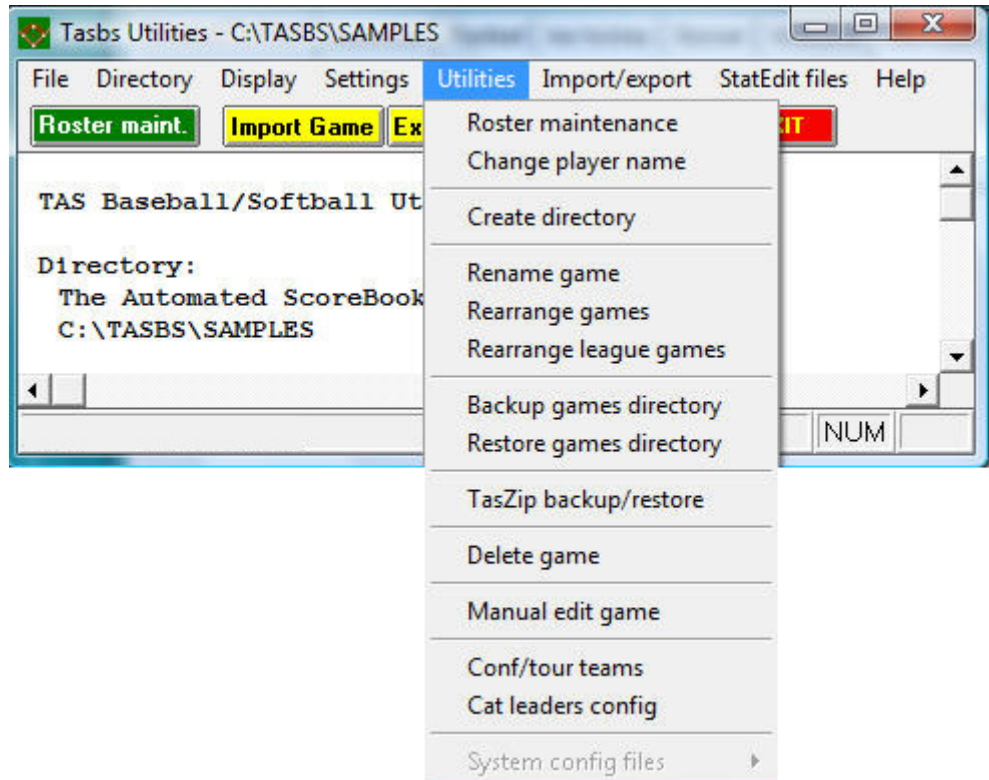 Tasbs Utilities - C:\TASBS\SAMPLES
File Directory Display Settings Utilities Import/export StatEdit files Help
Roster maint. Import Game Ex IT
TAS Baseball/Softball Ut
Directory:
The Automated ScoreBook
C:\TASBS\SAMPLES
NUM
Roster maintenance
Change player name
Create directory
Rename game
Rearrange games
Rearrange league games
Backup games directory
Restore games directory
TasZip backup/restore
Delete game
Manual edit game
Conf/tour teams
Cat leaders config
System config files